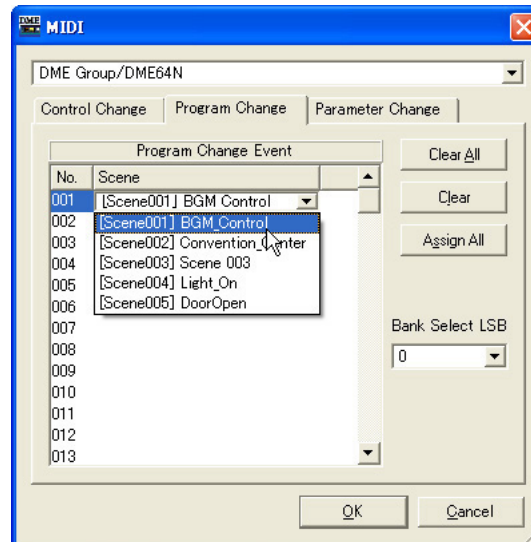 DME MIDI
DME Group/DME64N
Control Change Program Change Parameter Change
Program Change Event
Clear All
No. Scene
001 [Scene001] BGM Control
Clear
002 [Scene001] BGM_Control
003 [Scene002] Convention_Center
Assign All
004 [Scene003] Scene 003
005 [Scene004] Light_On
006 [Scene005] DoorOpen
007
Bank Select LSB
008
0
009
010
011
012
013
OK Cancel